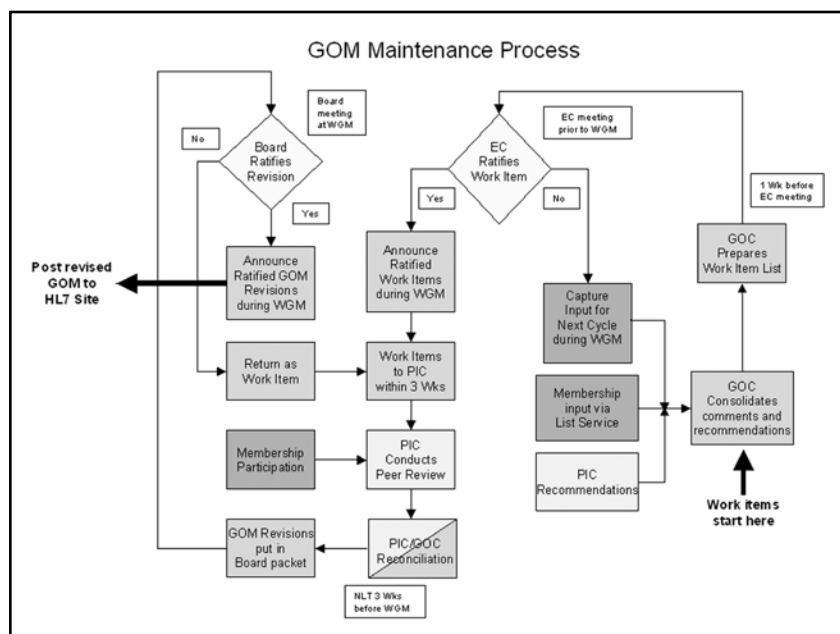 GOM Maintenance Process
Board
meeting
at WGM
No
Board
Ratifies
Revision
Yes
EC meeting
prior to WGM
EC
Ratifies
Work Item
Yes
No
1 Wk before
EC meeting
Post revised
GOM to
HL7 Site
Announce
Ratified GOM
Revisions
during WGM
Announce
Ratified
Work Items
during WGM
GOC
Prepares
Work Item List
Capture
Input for
Next Cycle
during WGM
Return as
Work Item
Work Items
to PIC
within 3 Wks
Membership
input via
List Service
GOC
Consolidates
comments and
recommendations
Membership
Participation
PIC
Conducts
Peer Review
PIC
Recommendations
Work items
start here
GOM Revisions
put in
Board packet
PIC/GOC
Reconciliation
NLT 3 Wks
before WGM